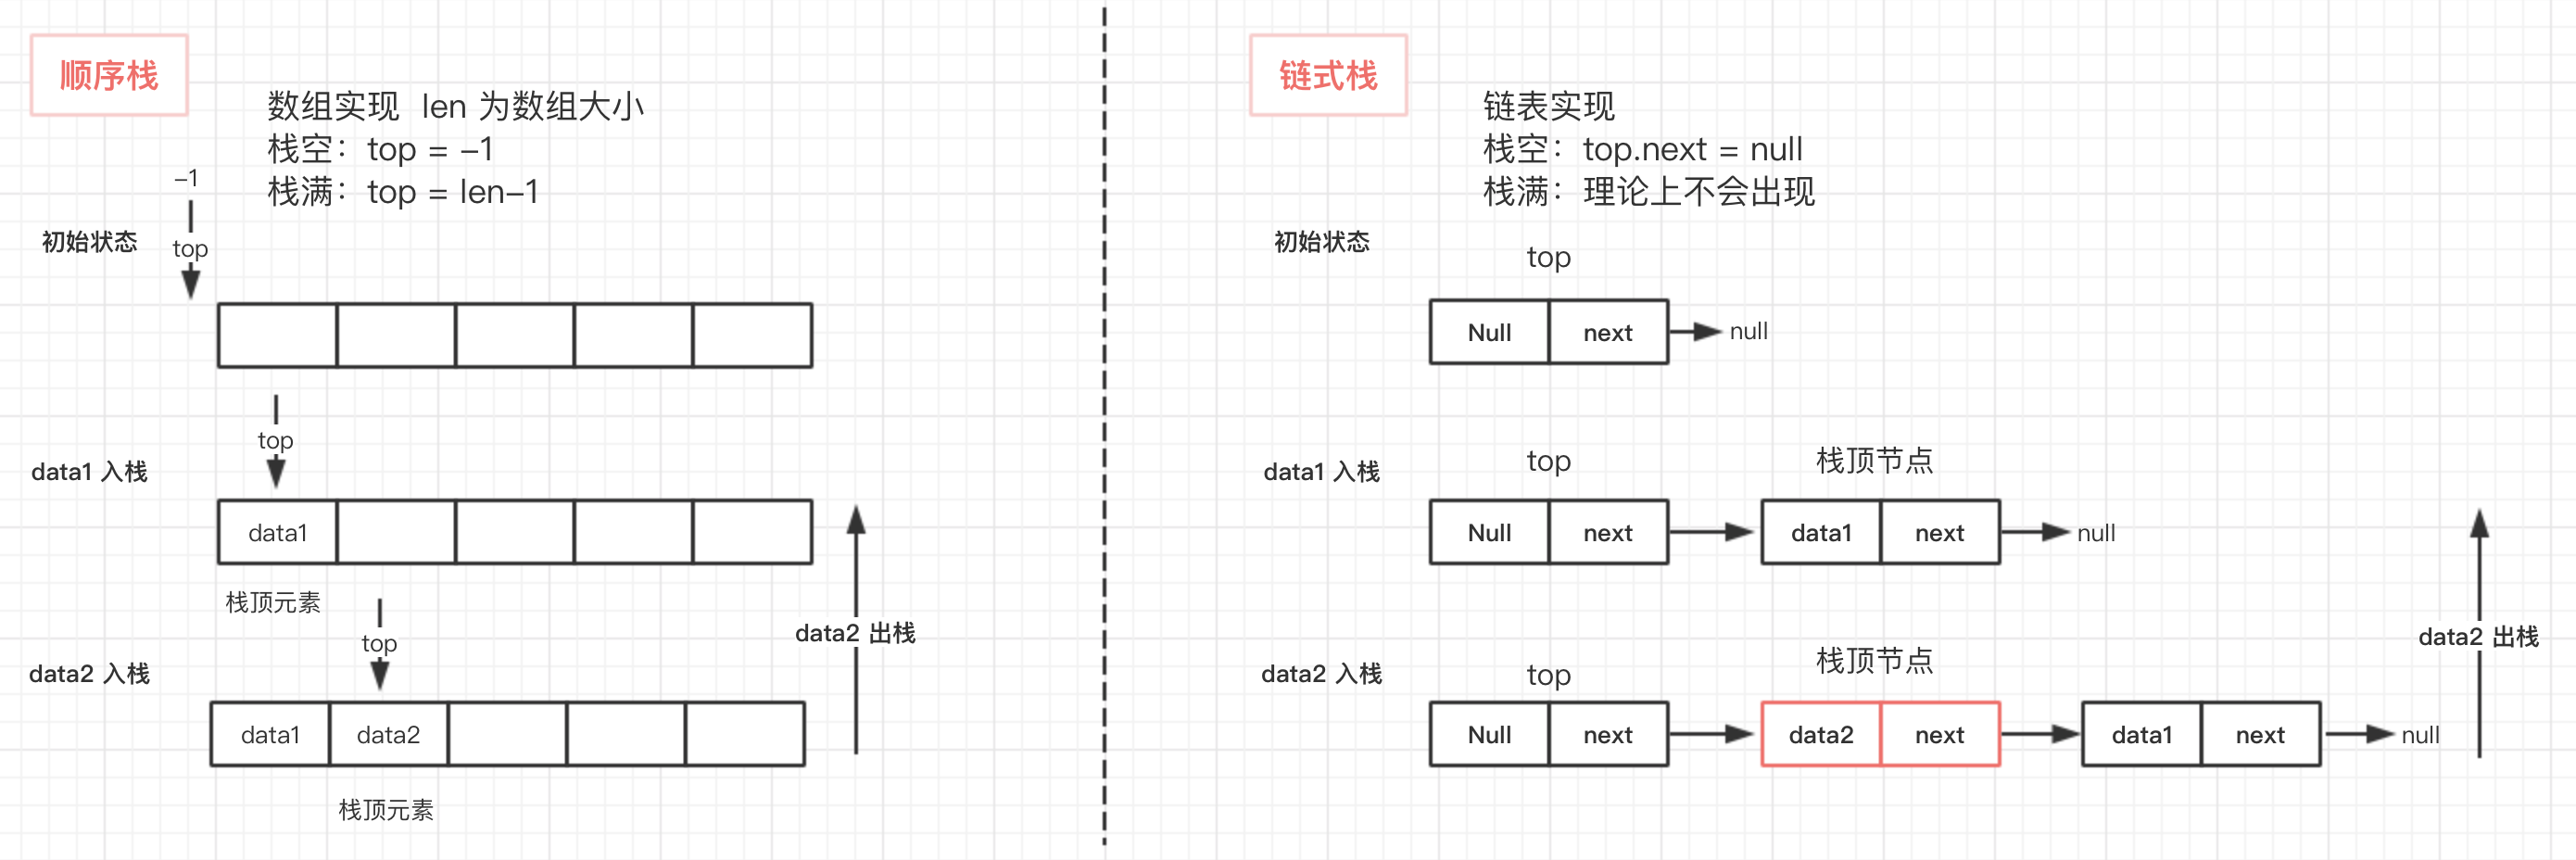 顺序栈
数组实现 len 为数组大小
栈空：top = -1
栈满：top = len-1
-1
初始状态
top
top
data1 入栈
data1
栈顶元素
top
data2 入栈
data2 出栈
data1 data2
栈顶元素
链式栈
链表实现
栈空：top.next = null
栈满：理论上不会出现
初始状态
top
Null next null
data1 入栈
top
栈顶节点
Null next data1 next null
data2 出栈
data2 入栈
top
栈顶节点
Null next data2 next data1 next null